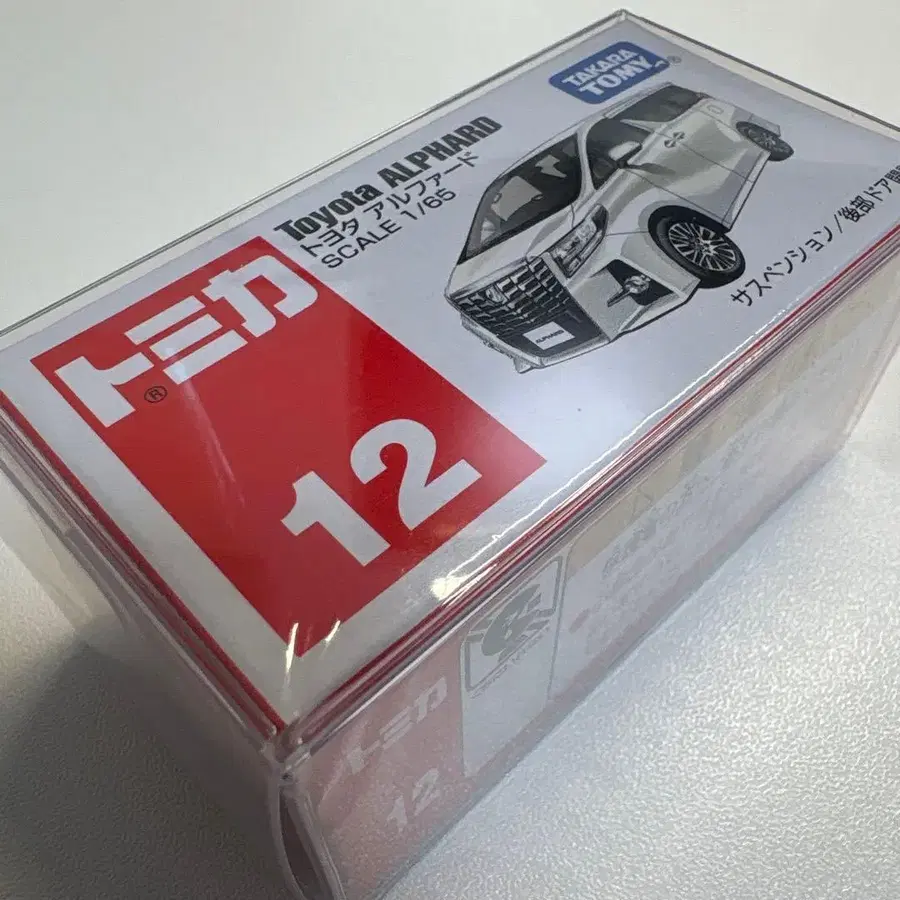 TAKARA
TOMY®
Toyota ALPHARD
トヨタ アルファード
SCALE 1/65
ALPHARD
サスペンション/後部ドア開閉
トミカ®
12
トミカ
12